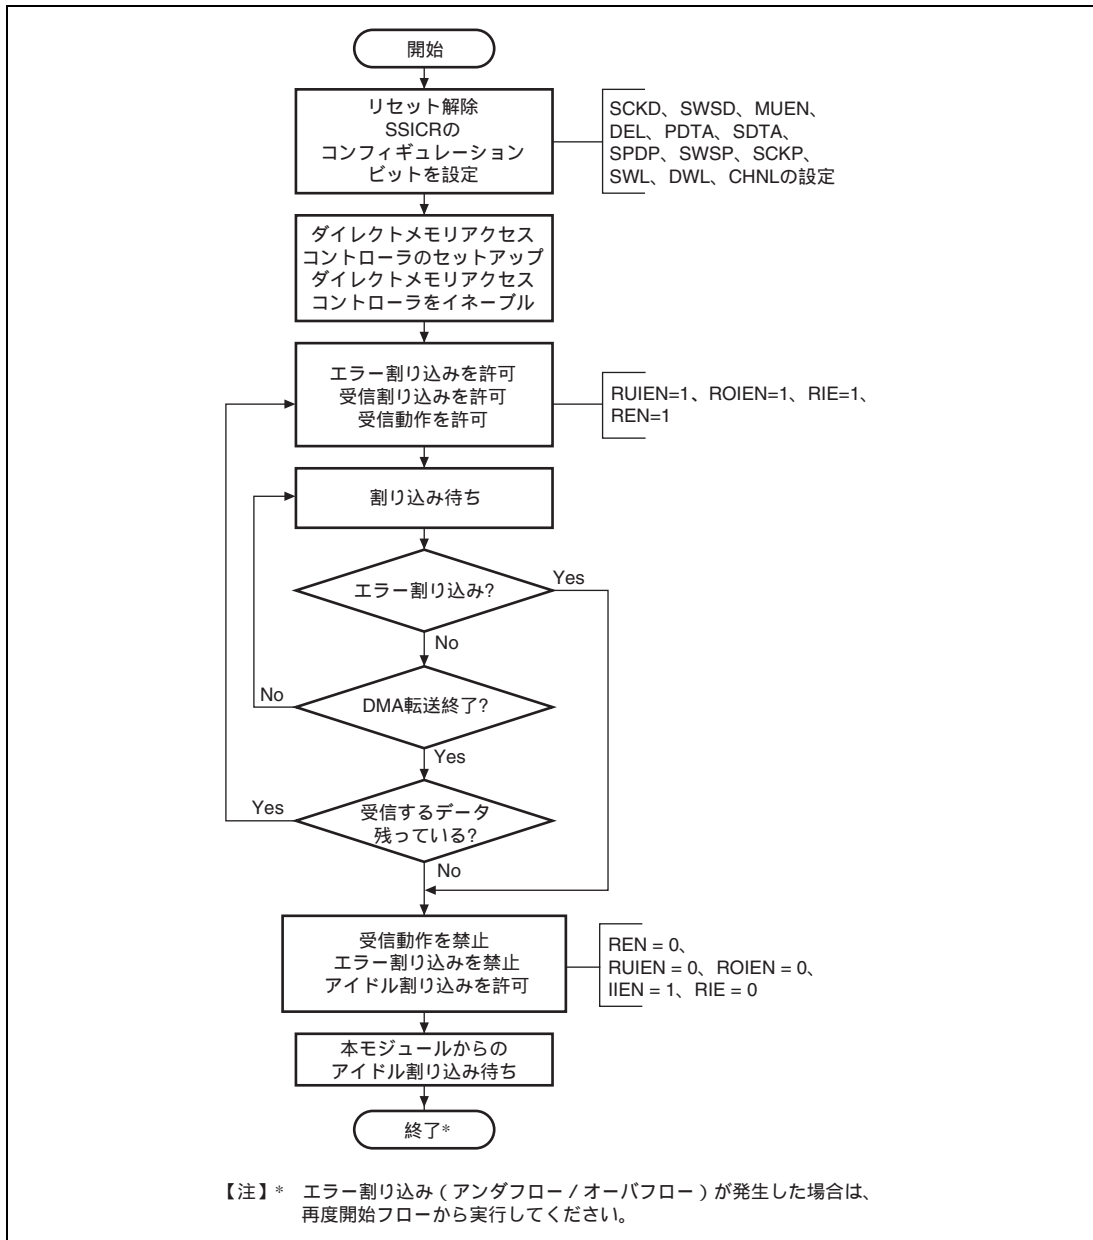 開始
リセット解除
SSICRの
コンフィギュレーション
ビットを設定
SCKD、SWSD、MUEN、
DEL、PDTA、SDTA、
SPDP、SWSP、SCKP、
SWL、DWL、CHNLの設定
ダイレクトメモリアクセス
コントローラのセットアップ
ダイレクトメモリアクセス
コントローラをイネーブル
エラー割り込みを許可
受信割り込みを許可
受信動作を許可
RUIEN=1、ROIEN=1、RIE=1、
REN=1
割り込み待ち
エラー割り込み?
Yes
No
DMA転送終了?
No
Yes
受信するデータ
残っている?
Yes
No
受信動作を禁止
エラー割り込みを禁止
アイドル割り込みを許可
REN = 0、
RUIEN = 0、ROIEN = 0、
IIEN = 1、RIE = 0
本モジュールからの
アイドル割り込み待ち
終了*
【注】* エラー割り込み(アンダフロー/オーバフロー)が発生した場合は、
再度開始フローから実行してください。